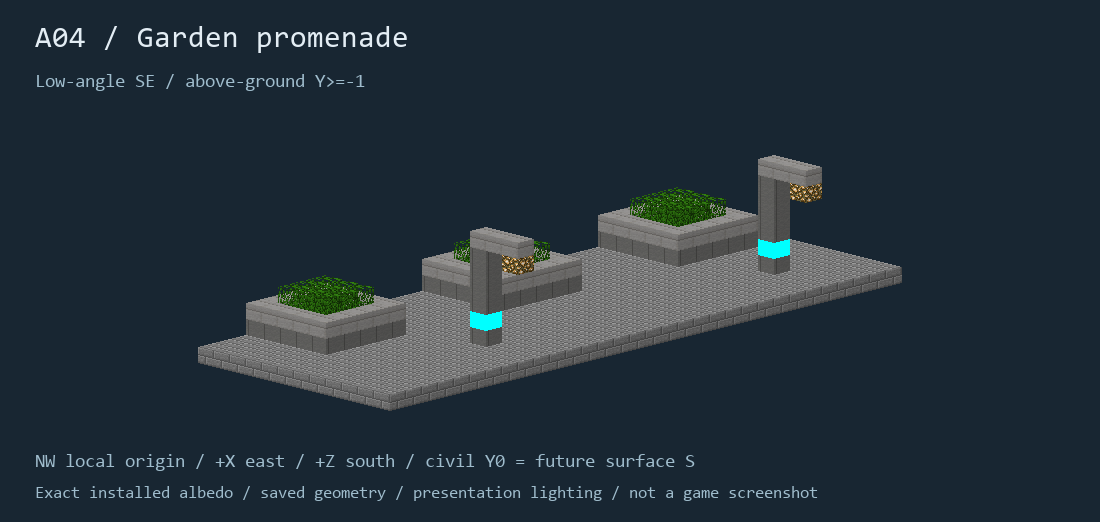 A04 / Garden promenade
Low-angle SE / above-ground Y>=-1
NW local origin / +X east / +Z south / civil Y0 = future surface S
Exact installed albedo / saved geometry / presentation lighting / not a game screenshot